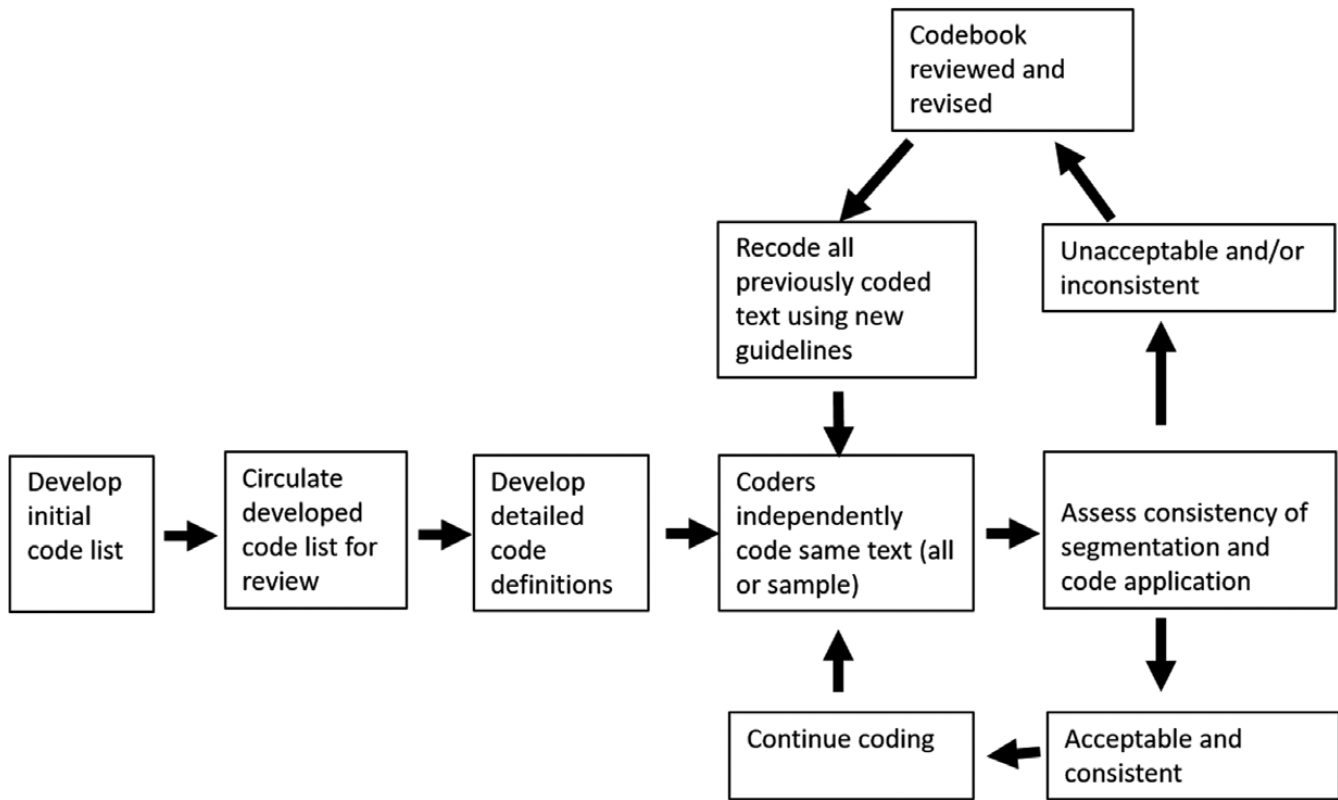 Codebook
reviewed and
revised
Recode all
previously coded
text using new
guidelines
Unacceptable and/or
inconsistent
Develop
initial
code list
Circulate
developed
code list for
review
Develop
detailed
code
definitions
Coders
independently
code same text (all
or sample)
Assess consistency of
segmentation and
code application
Continue coding
Acceptable and
consistent